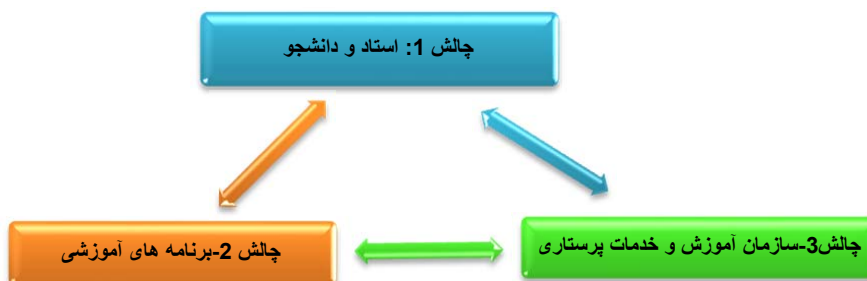 چالش 1: استاد و دانشجو
چالش3-سازمان آموزش و خدمات پرستاری
چالش 2-برنامه های آموزشی